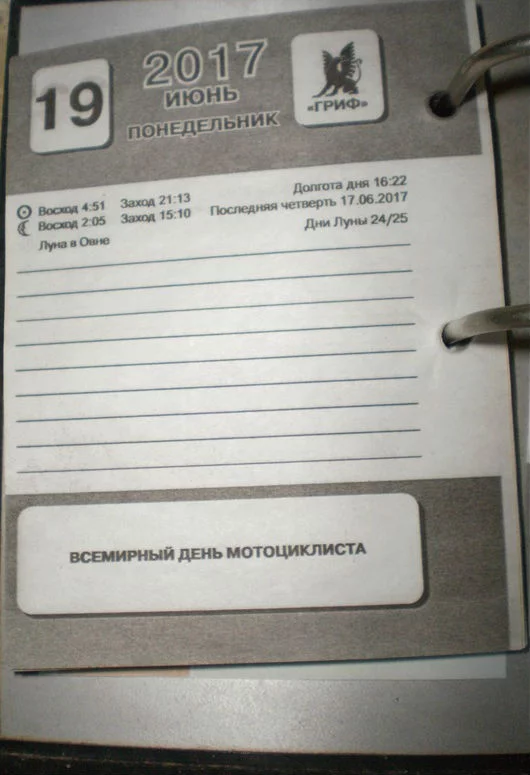 19
2017
ИЮНЬ
ПОНЕДЕЛЬНИК
«ГРИФ»
Восход 4:51 Заход 21:13 Долгота дня 16:22
Восход 2:05 Заход 15:10 Последняя четверть 17.06.2017
Луна в Овне Дни Луны 24/25
ВСЕМИРНЫЙ ДЕНЬ МОТОЦИКЛИСТА